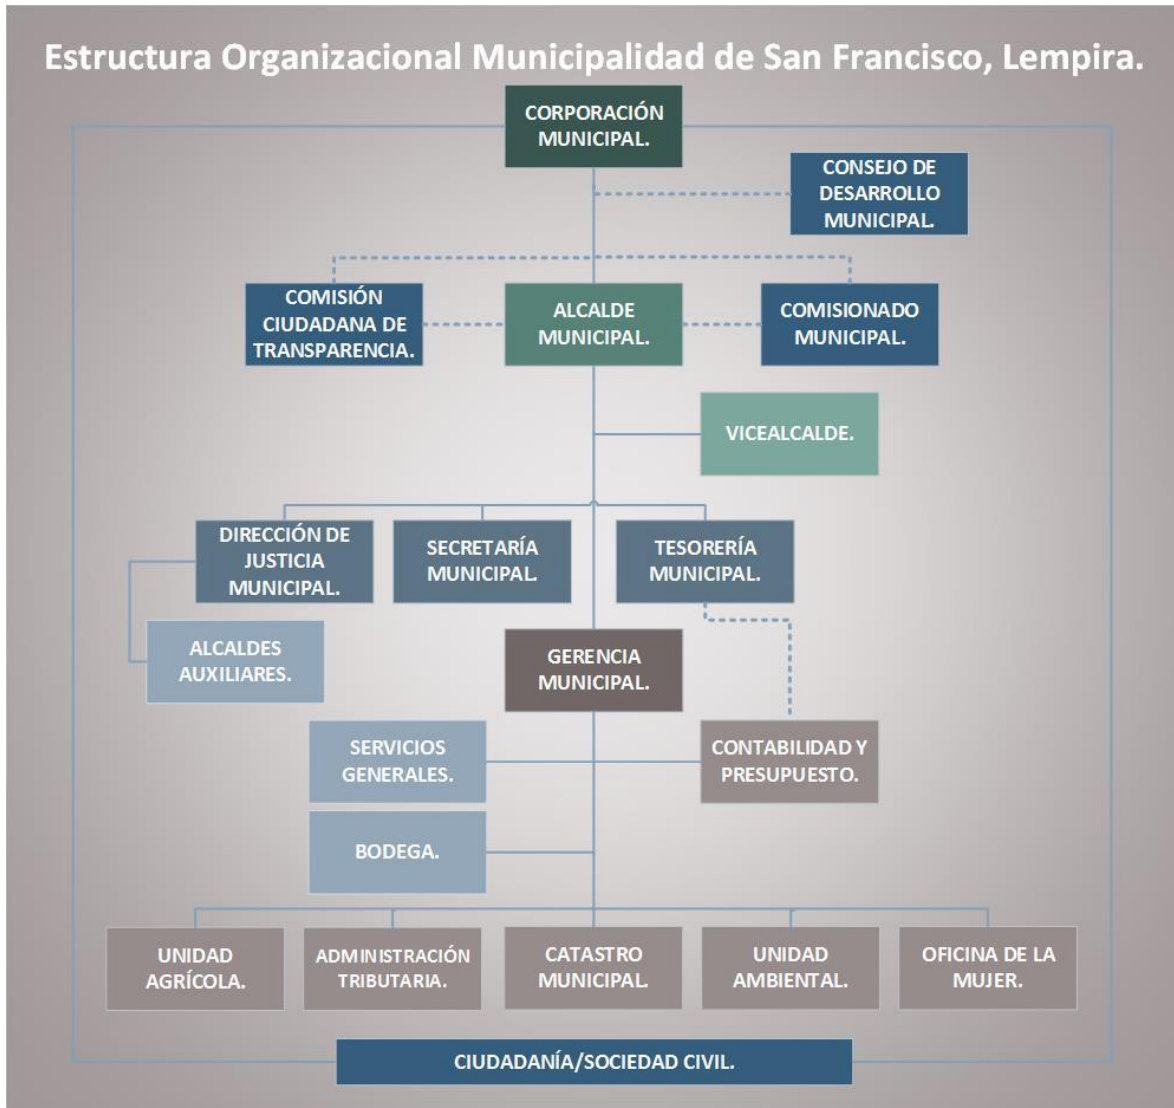 Estructura Organizacional Municipalidad de San Francisco, Lempira.
CORPORACIÓN
MUNICIPAL.
CONSEJO DE
DESARROLLO
MUNICIPAL.
COMISIÓN
CIUDADANA DE
TRANSPARENCIA.
ALCALDE
MUNICIPAL.
COMISIONADO
MUNICIPAL.
VICEALCALDE.
DIRECCIÓN DE
JUSTICIA
MUNICIPAL.
SECRETARÍA
MUNICIPAL.
TESORERÍA
MUNICIPAL.
ALCALDES
AUXILIARES.
GERENCIA
MUNICIPAL.
SERVICIOS
GENERALES.
CONTABILIDAD Y
PRESUPUESTO.
BODEGA.
UNIDAD
AGRÍCOLA.
ADMINISTRACIÓN
TRIBUTARIA.
CATASTRO
MUNICIPAL.
UNIDAD
AMBIENTAL.
OFICINA DE LA
MUJER.
CIUDADANÍA/SOCIEDAD CIVIL.